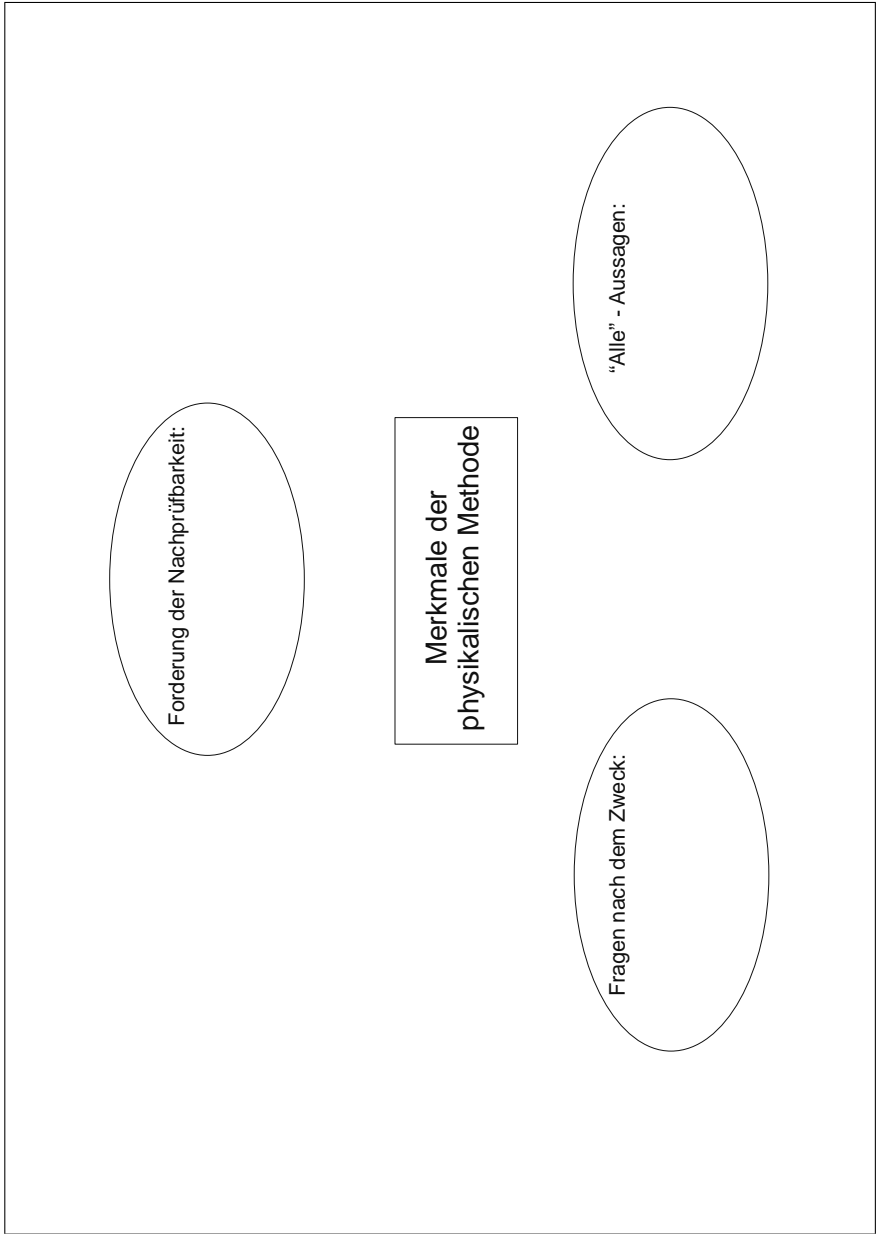 Forderung der Nachprüfbarkeit:
Merkmale der
physikalischen Methode
Fragen nach dem Zweck:
“Alle” - Aussagen: